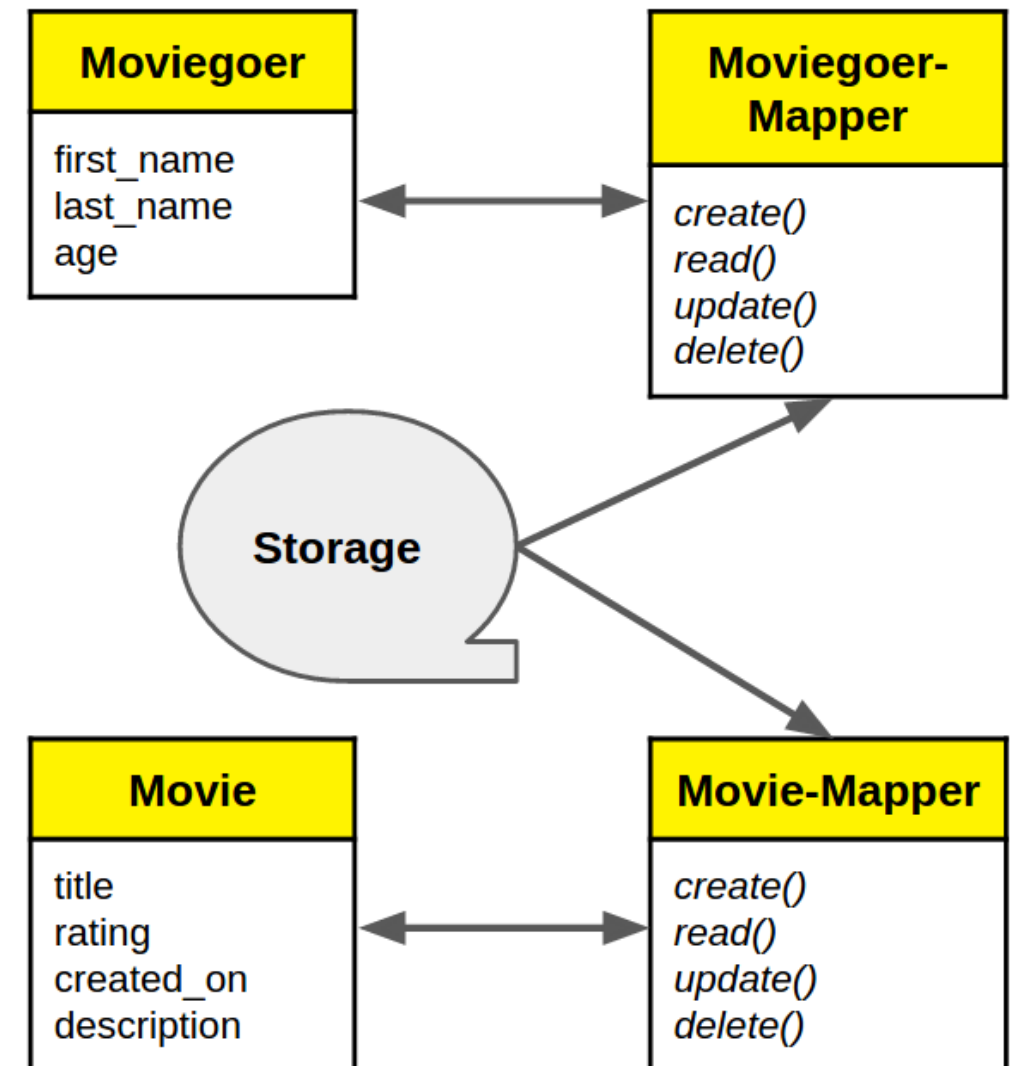 Moviegoer
first_name
last_name
age
Moviegoer-
Mapper
create()
read()
update()
delete()
Storage
Movie
title
rating
created_on
description
Movie-Mapper
create()
read()
update()
delete()